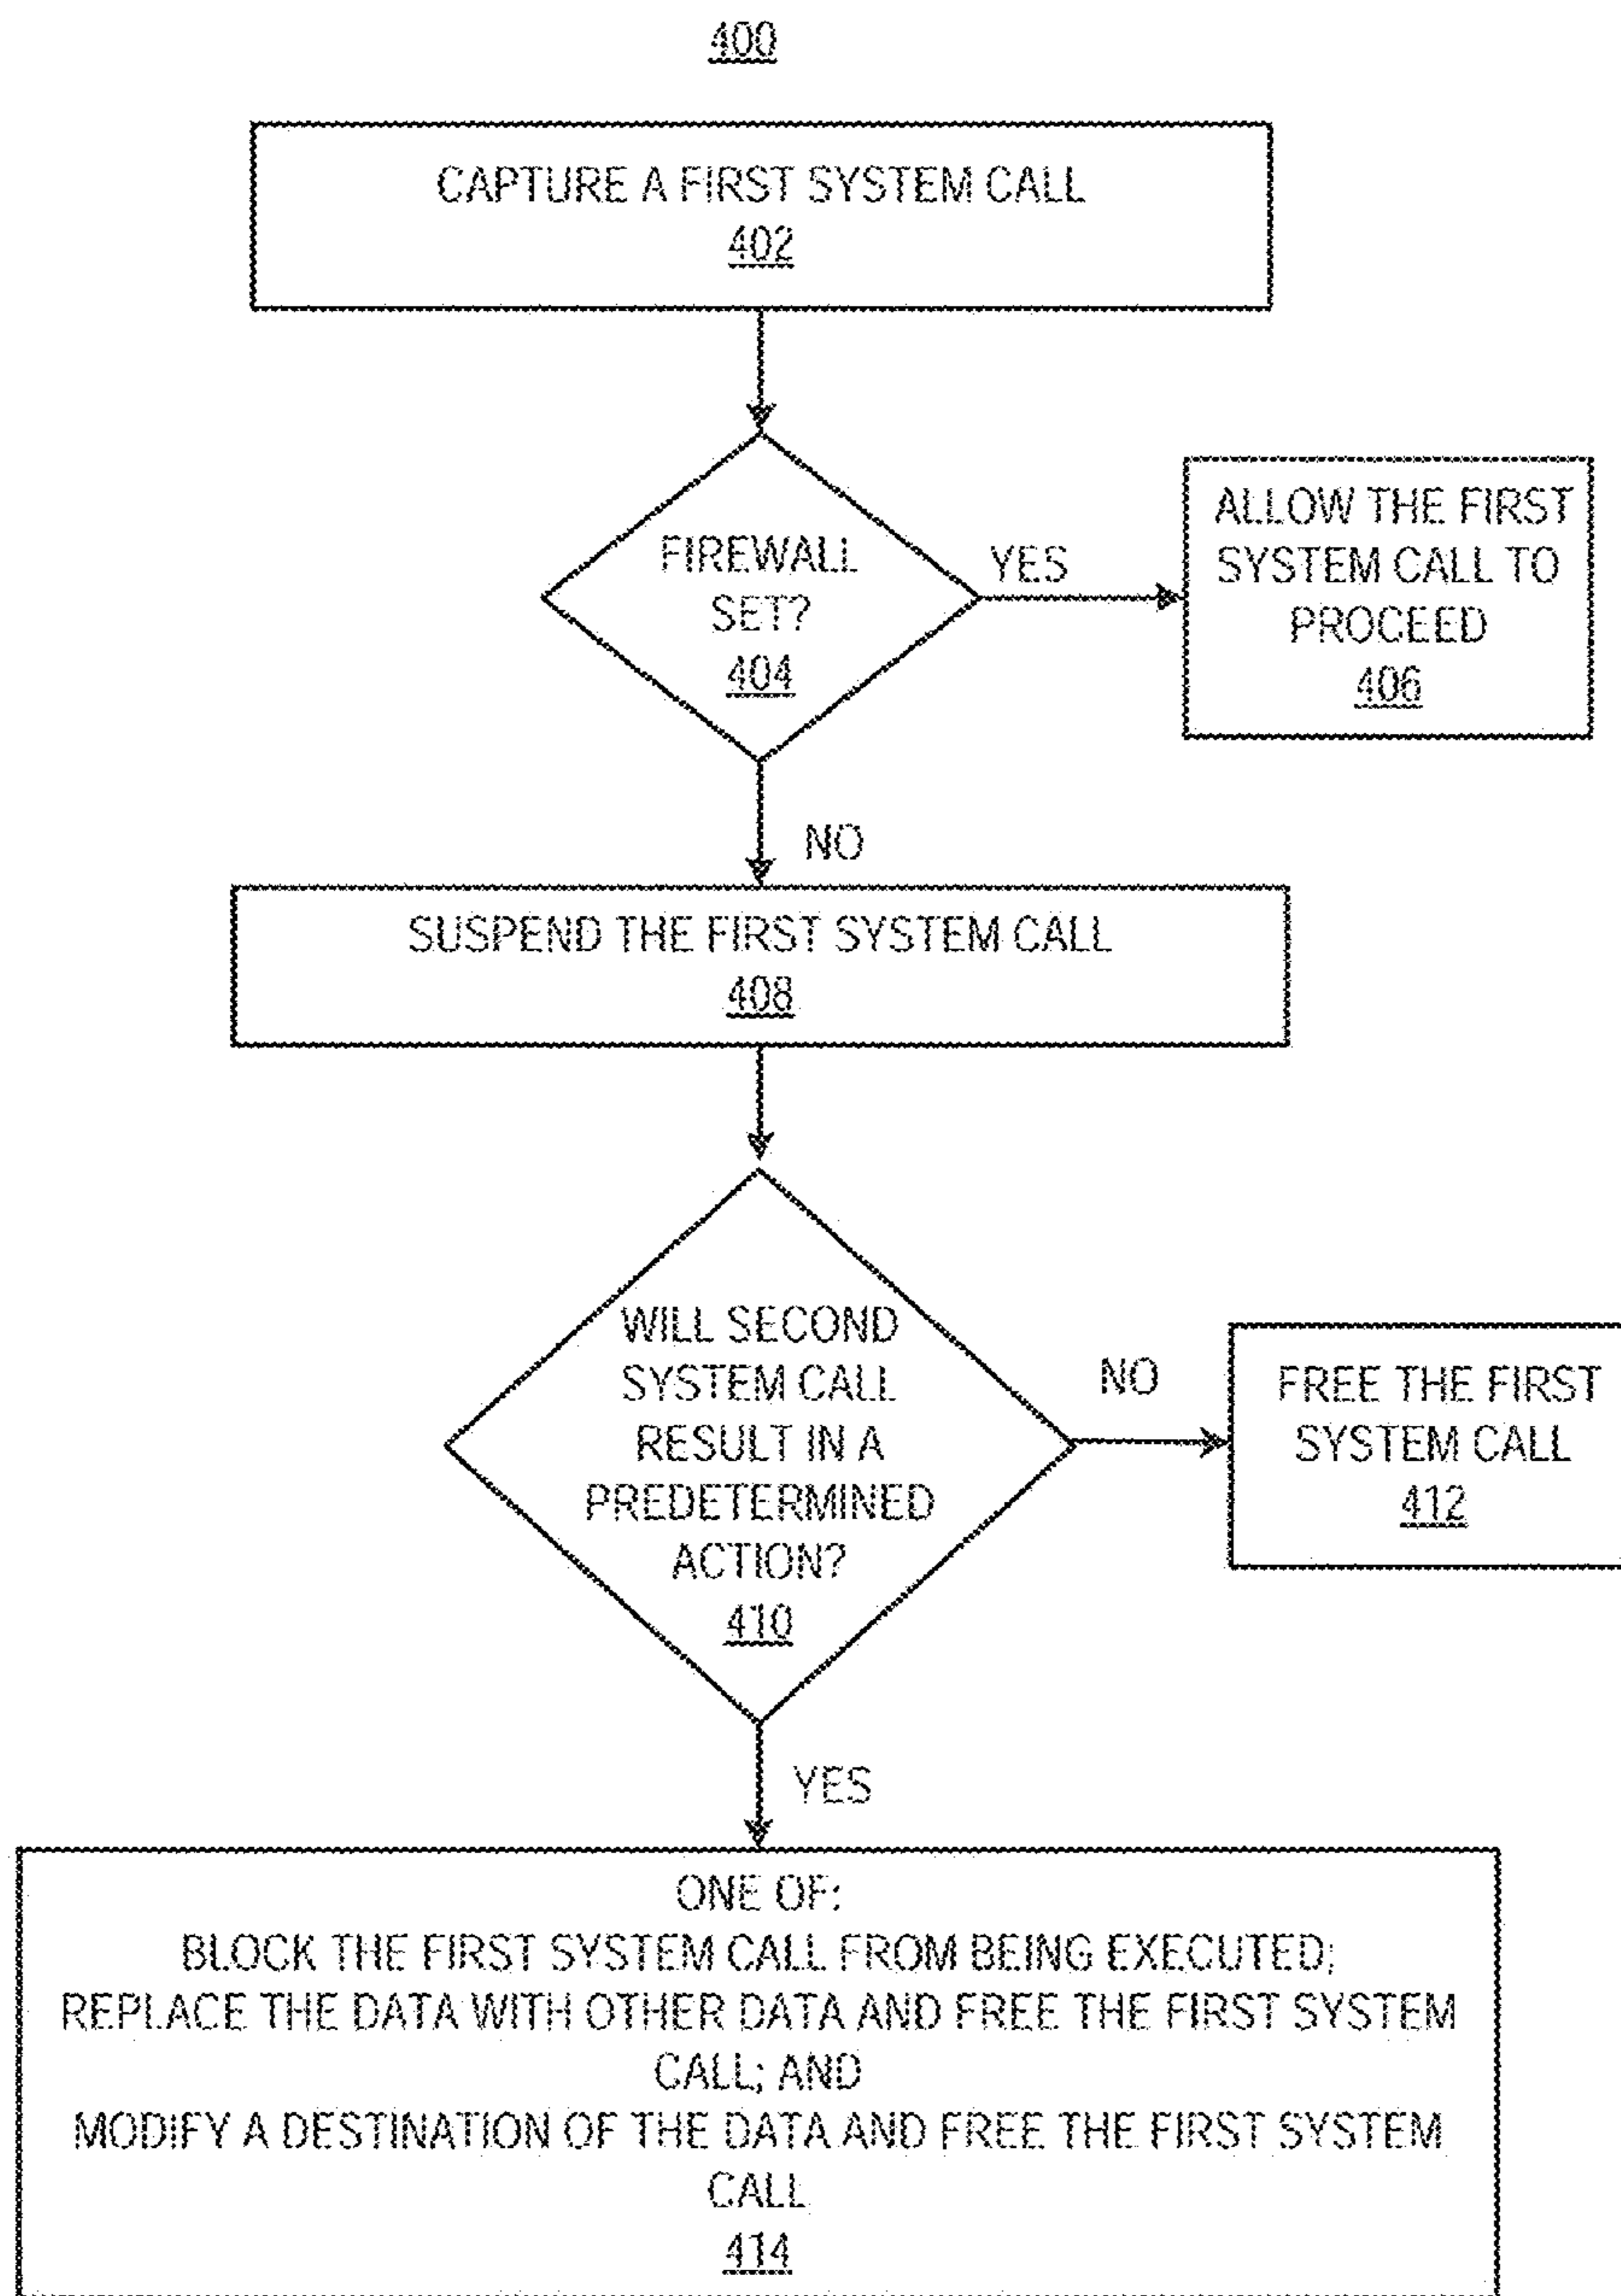 400
CAPTURE A FIRST SYSTEM CALL
402
FIREWALL
SET?
404
YES
ALLOW THE FIRST
SYSTEM CALL TO
PROCEED
406
NO
SUSPEND THE FIRST SYSTEM CALL
408
WILL SECOND
SYSTEM CALL
RESULT IN A
PREDETERMINED
ACTION?
410
NO
FREE THE FIRST
SYSTEM CALL
412
YES
ONE OF:
BLOCK THE FIRST SYSTEM CALL FROM BEING EXECUTED;
REPLACE THE DATA WITH OTHER DATA AND FREE THE FIRST SYSTEM
CALL; AND
MODIFY A DESTINATION OF THE DATA AND FREE THE FIRST SYSTEM
CALL
414